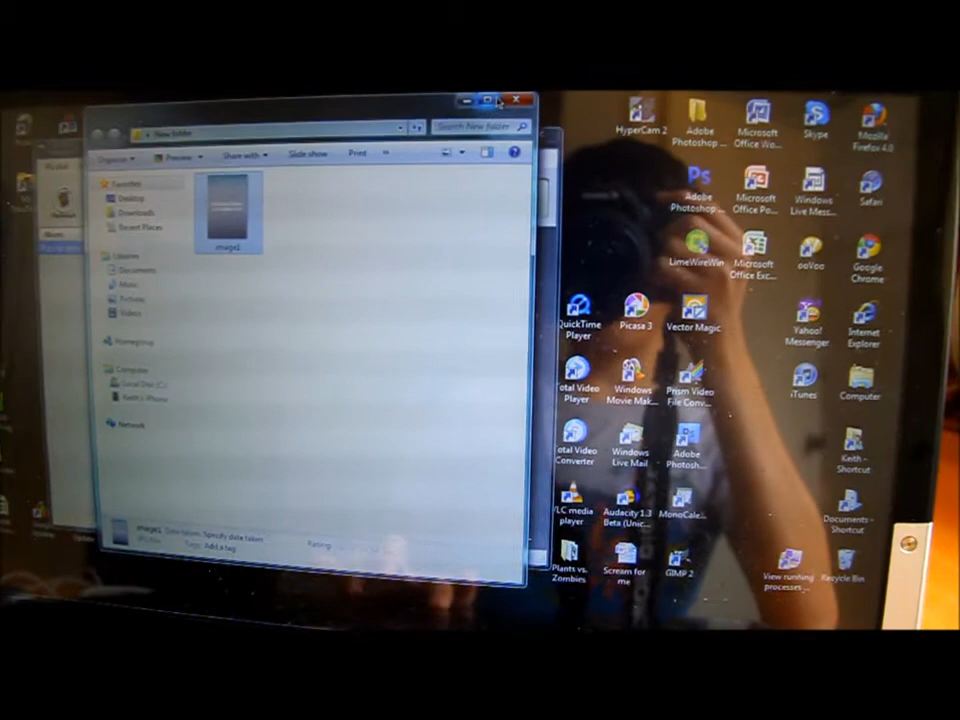 New folder
Search New folder
Organize
Preview
Share with
Slide show
Print
»
Favorites
Desktop
Downloads
Recent Places
Libraries
Documents
Music
Pictures
Videos
Homegroup
Computer
Local Disk (C:)
Keith's iPhone
Network
image1
image1 Date taken: Specify date taken
Tags: Add a tag
Rating:
HyperCam 2
Adobe
Photoshop ...
Microsoft
Office Wo...
Skype
Mozilla
Firefox 4.0
Adobe
Photoshop...
Microsoft
Office Po...
Windows
Live Mess...
Safari
LimeWireWin
Microsoft
Office Exc...
ooVoo
Google
Chrome
QuickTime
Player
Picasa 3
Vector Magic
Yahoo!
Messenger
Internet
Explorer
otal Video
Player
Windows
Movie Mak...
Prism Video
File Conv...
iTunes
Computer
otal Video
Converter
Windows
Live Mail
Adobe
Photosh...
Keith -
Shortcut
LC media
player
Audacity 1.3
Beta (Unic...
MonoCale...
Documents -
Shortcut
Plants vs.
Zombies
Scream for
me
GIMP 2
View running
processes...
Recycle Bin